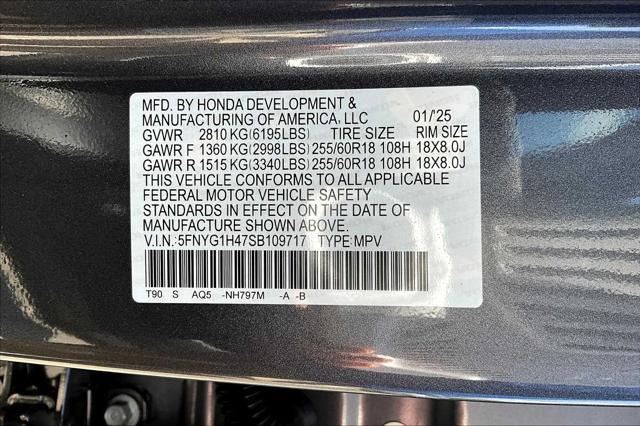 MFD. BY HONDA DEVELOPMENT &
MANUFACTURING OF AMERICA, LLC 01/'25
GVWR 2810 KG(6195LBS) TIRE SIZE RIM SIZE
GAWR F 1360 KG(2998LBS) 255/60R18 108H 18X8.0J
GAWR R 1515 KG(3340LBS) 255/60R18 108H 18X8.0J
THIS VEHICLE CONFORMS TO ALL APPLICABLE
FEDERAL MOTOR VEHICLE SAFETY
STANDARDS IN EFFECT ON THE DATE OF
MANUFACTURE SHOWN ABOVE.
V.I.N.:5FNYG1H47SB109717 TYPE:MPV
T90 S AQ5 -NH797M -A -B